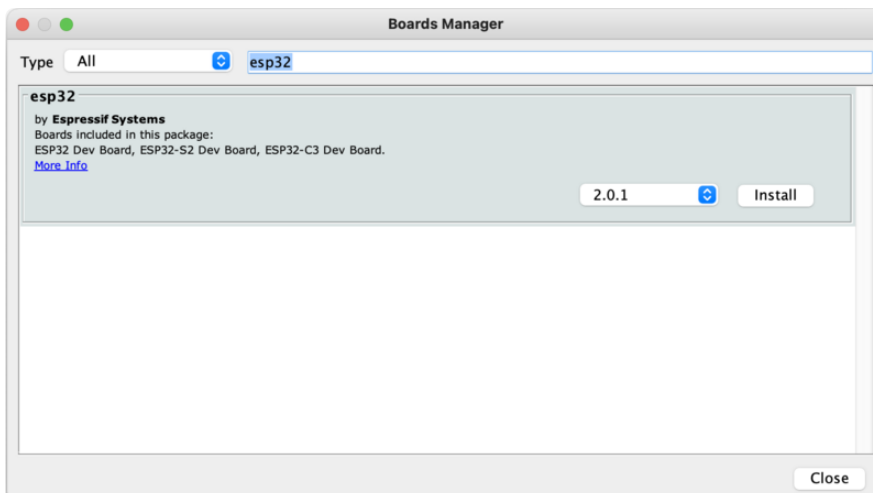 Boards Manager
Type All esp32
esp32
by Espressif Systems
Boards included in this package:
ESP32 Dev Board, ESP32-S2 Dev Board, ESP32-C3 Dev Board.
More Info
2.0.1 Install
Close